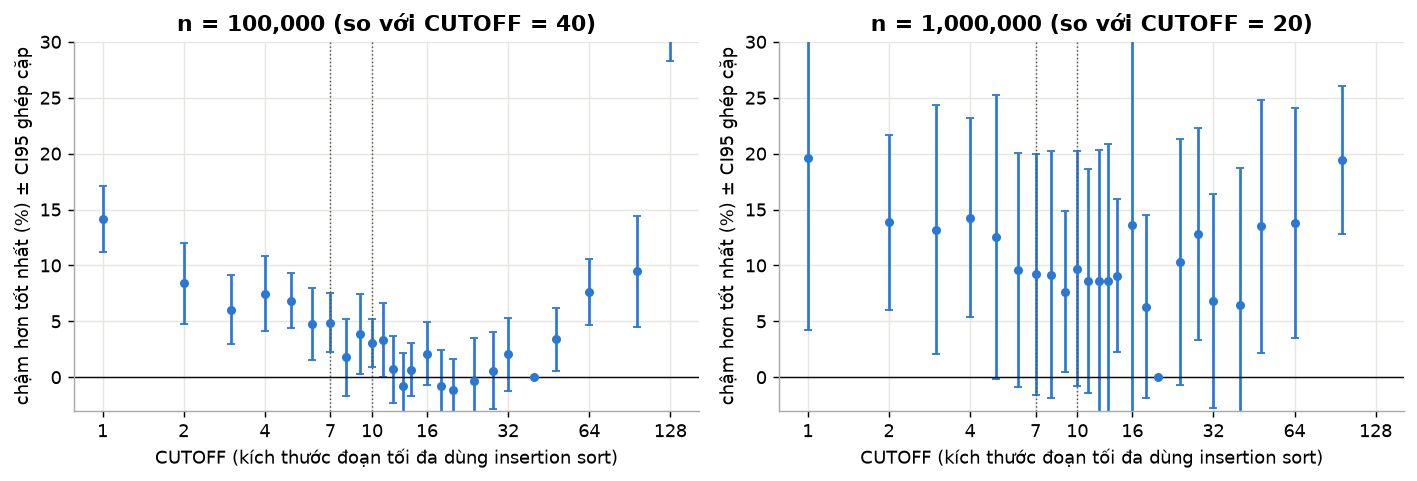 n = 100,000 (so với CUTOFF = 40)
chậm hơn tốt nhất (%) ± CI95 ghép cặp
30
25
20
15
10
5
0
1 2 4 7 10 16 32 64 128
CUTOFF (kích thước đoạn tối đa dùng insertion sort)
n = 1,000,000 (so với CUTOFF = 20)
chậm hơn tốt nhất (%) ± CI95 ghép cặp
30
25
20
15
10
5
0
1 2 4 7 10 16 32 64 128
CUTOFF (kích thước đoạn tối đa dùng insertion sort)